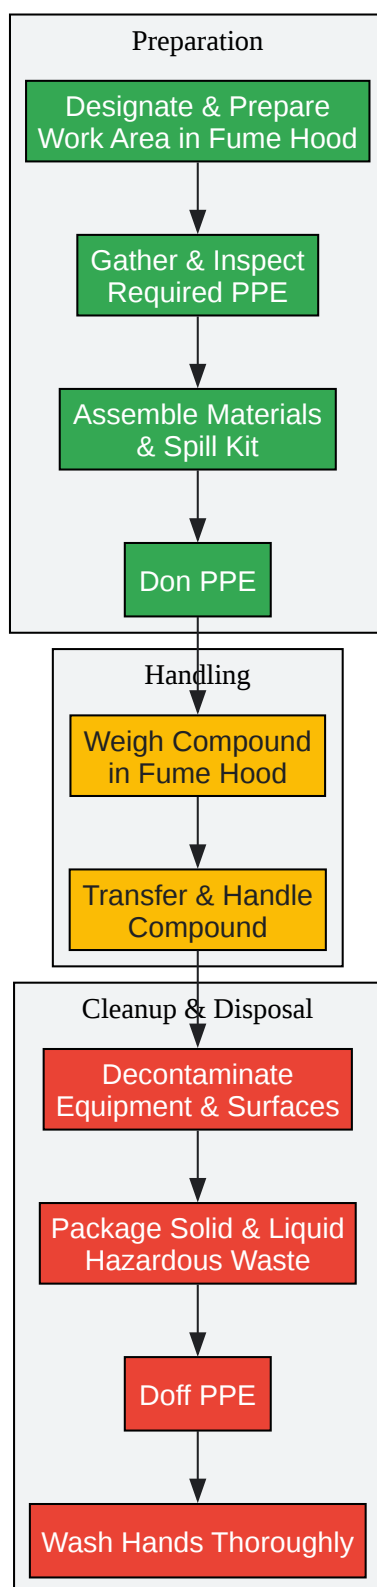 Preparation
Designate & Prepare
Work Area in Fume Hood
Gather & Inspect
Required PPE
Assemble Materials
& Spill Kit
Don PPE
Handling
Weigh Compound
in Fume Hood
Transfer & Handle
Compound
Cleanup & Disposal
Decontaminate
Equipment & Surfaces
Package Solid & Liquid
Hazardous Waste
Doff PPE
Wash Hands Thoroughly